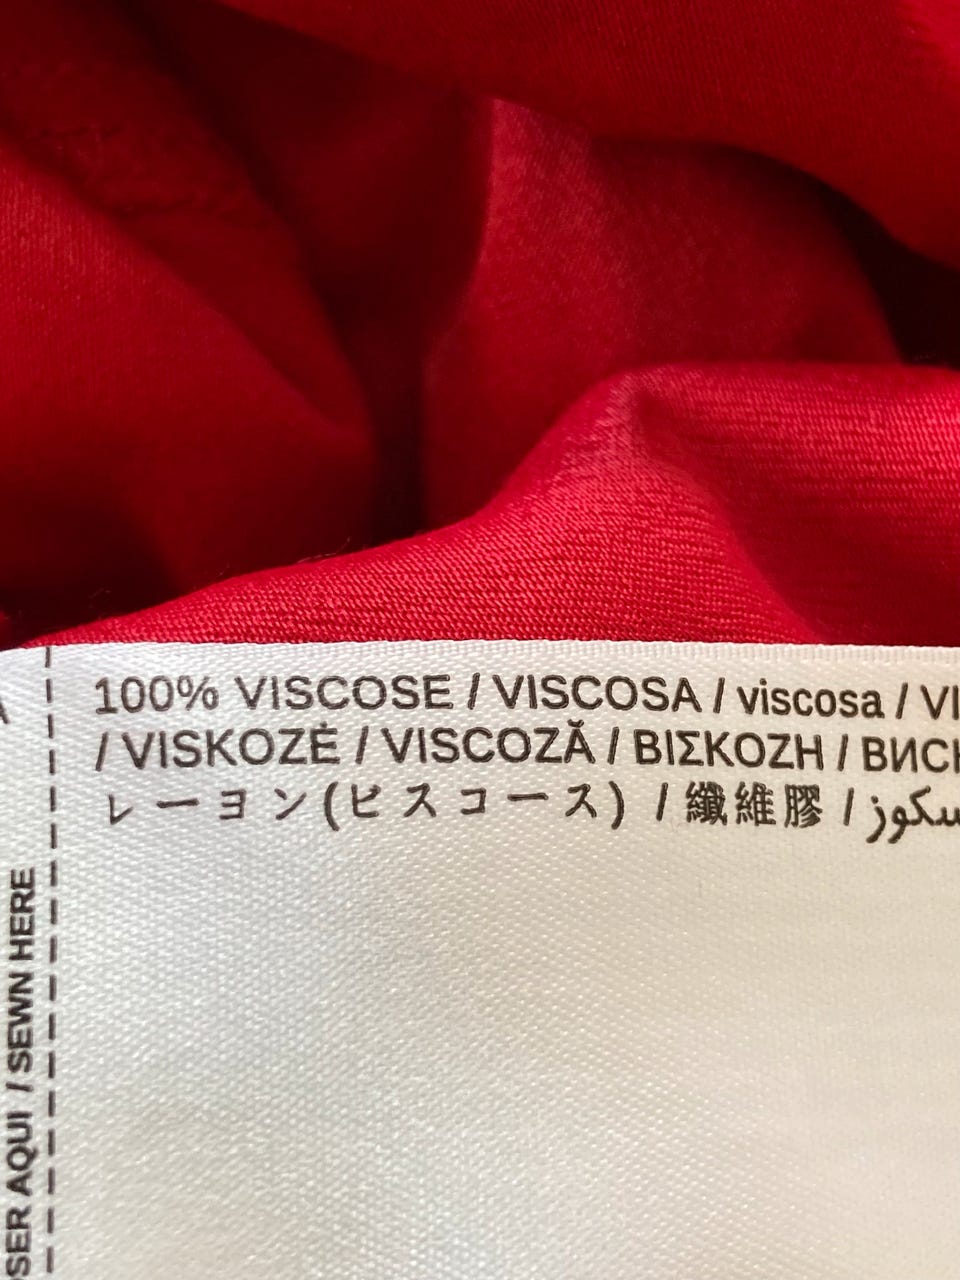 100% VISCOSE / VISCOSA / viscosa /
/ VISKOZĖ / VISCOZĂ / ΒΙΣΚΟΖΗ /
レーヨン(ビスコース) / 纖維膠 /
AQUI / SEWN HERE